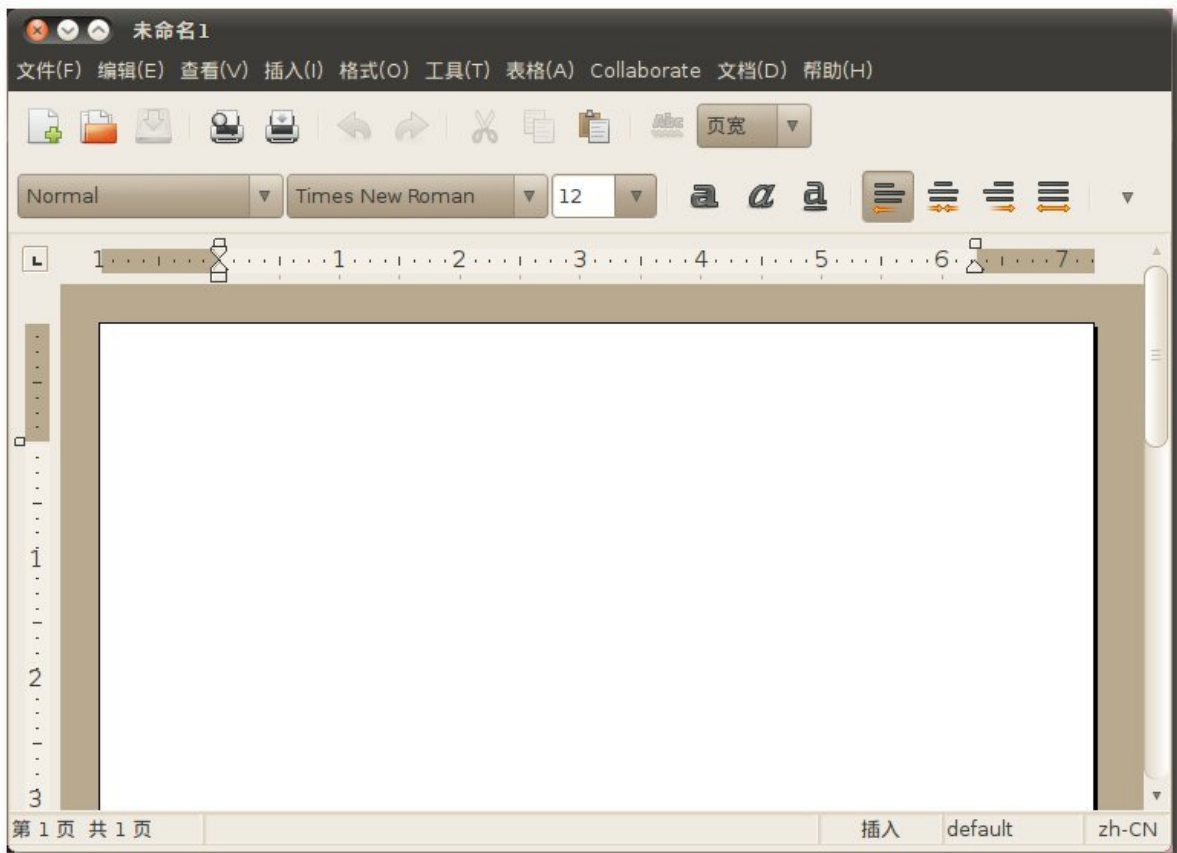 未命名1
文件(F) 编辑(E) 查看(V) 插入(I) 格式(O) 工具(T) 表格(A) Collaborate 文档(D) 帮助(H)
Abc 页宽
Normal Times New Roman 12 a a a
L 1 1 2 3 4 5 6 7
1
2
3
第1页 共1页 插入 default zh-CN